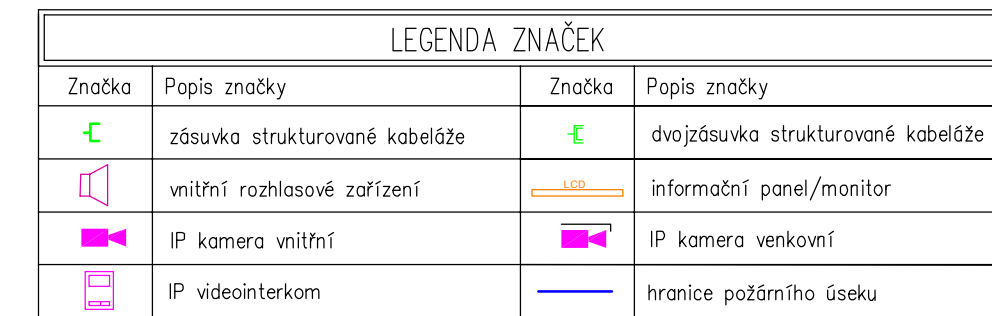 LEGENDA ZNAČEK
Značka Popis značky Značka Popis značky
zásuvka strukturované kabeláže dvojzásuvka strukturované kabeláže
vnitřní rozhlasové zařízení LCD informační panel/monitor
IP kamera vnitřní IP kamera venkovní
IP videointerkom hranice požárního úseku